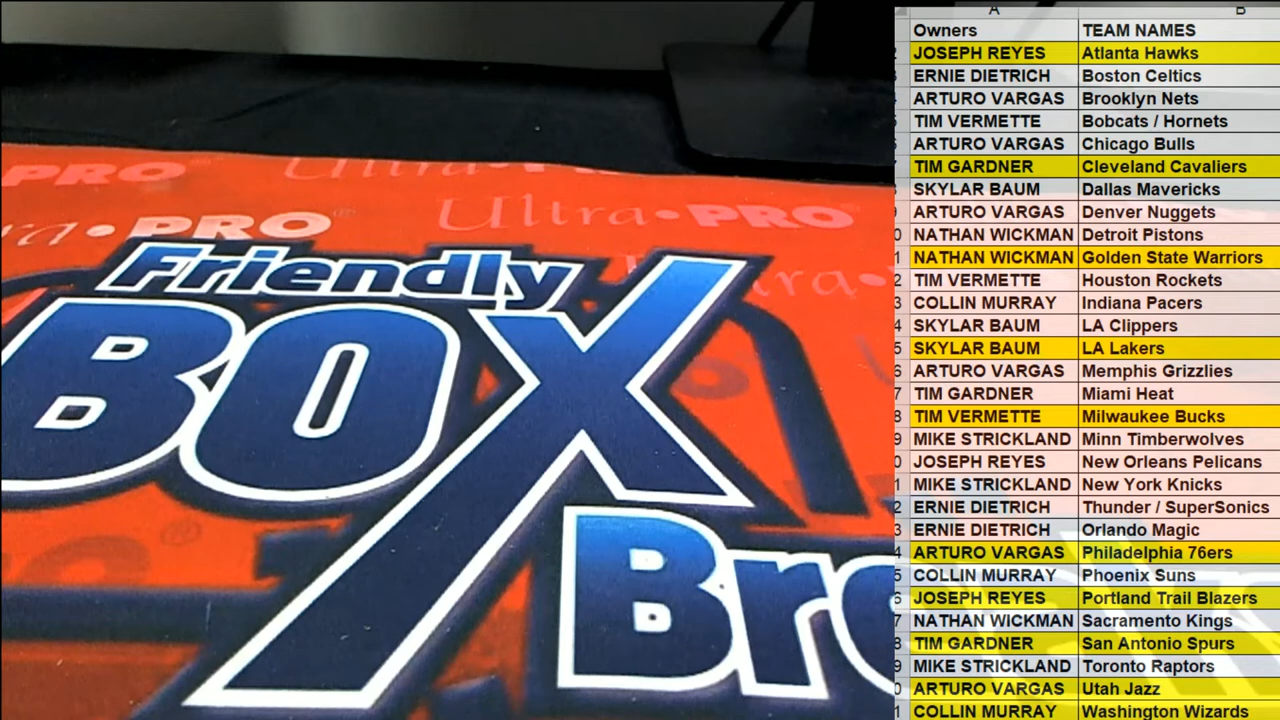 PRO
Ultra
Ultra PRO
PRO
Friendly
BOX
Br
A B
Owners TEAM NAMES
JOSEPH REYES Atlanta Hawks
ERNIE DIETRICH Boston Celtics
ARTURO VARGAS Brooklyn Nets
TIM VERMETTE Bobcats / Hornets
ARTURO VARGAS Chicago Bulls
TIM GARDNER Cleveland Cavaliers
SKYLAR BAUM Dallas Mavericks
ARTURO VARGAS Denver Nuggets
NATHAN WICKMAN Detroit Pistons
NATHAN WICKMAN Golden State Warriors
TIM VERMETTE Houston Rockets
COLLIN MURRAY Indiana Pacers
SKYLAR BAUM LA Clippers
SKYLAR BAUM LA Lakers
ARTURO VARGAS Memphis Grizzlies
TIM GARDNER Miami Heat
TIM VERMETTE Milwaukee Bucks
MIKE STRICKLAND Minn Timberwolves
JOSEPH REYES New Orleans Pelicans
MIKE STRICKLAND New York Knicks
ERNIE DIETRICH Thunder / SuperSonics
ERNIE DIETRICH Orlando Magic
ARTURO VARGAS Philadelphia 76ers
COLLIN MURRAY Phoenix Suns
JOSEPH REYES Portland Trail Blazers
NATHAN WICKMAN Sacramento Kings
TIM GARDNER San Antonio Spurs
MIKE STRICKLAND Toronto Raptors
ARTURO VARGAS Utah Jazz
COLLIN MURRAY Washington Wizards